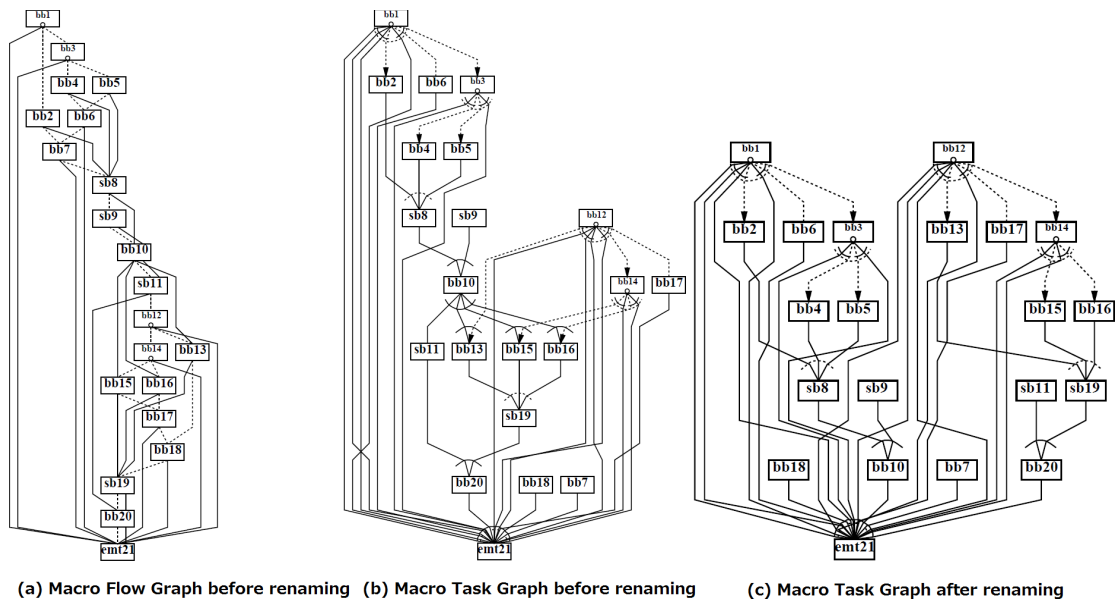 bb1
bb3
bb4 bb5
bb2 bb6
bb7
sb8
sb9
bb10
sb11
bb12
bb14 bb13
bb15 bb16
bb17
bb18
sb19
bb20
emt21
(a) Macro Flow Graph before renaming
bb1
bb2 bb6 bb3
bb4 bb5
sb8 sb9 bb12
bb10 bb14 bb17
sb11 bb13 bb15 bb16
sb19
bb20 bb18 bb7
emt21
(b) Macro Task Graph before renaming
bb1 bb12
bb2 bb6 bb3 bb13 bb17 bb14
bb4 bb5 bb15 bb16
sb8 sb9 sb11 sb19
bb18 bb10 bb7 bb20
emt21
(c) Macro Task Graph after renaming